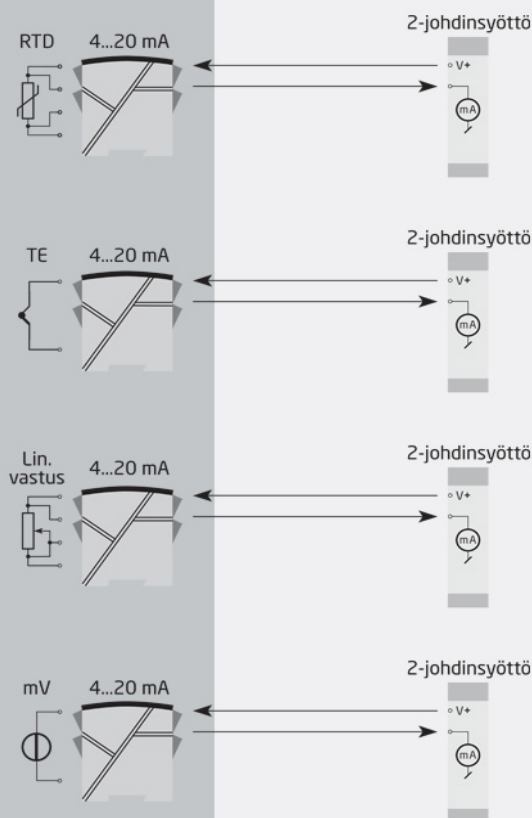 2-johdinsyöttö
RTD 4...20 mA
V+
mA
2-johdinsyöttö
TE 4...20 mA
V+
mA
2-johdinsyöttö
Lin.
vastus 4...20 mA
V+
mA
2-johdinsyöttö
mV 4...20 mA
V+
mA